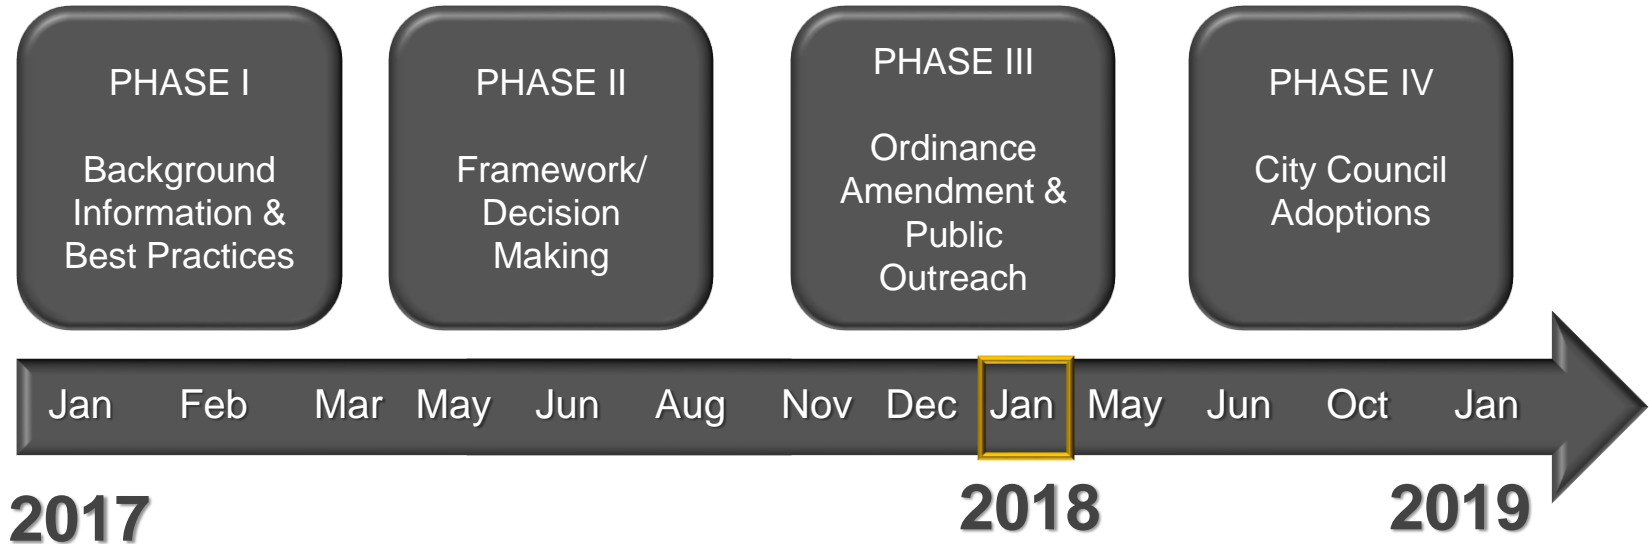 PHASE I
Background
Information &
Best Practices
PHASE II
Framework/
Decision
Making
PHASE III
Ordinance
Amendment &
Public
Outreach
PHASE IV
City Council
Adoptions
Jan Feb Mar May Jun Aug Nov Dec Jan May Jun Oct Jan
2017 2018 2019